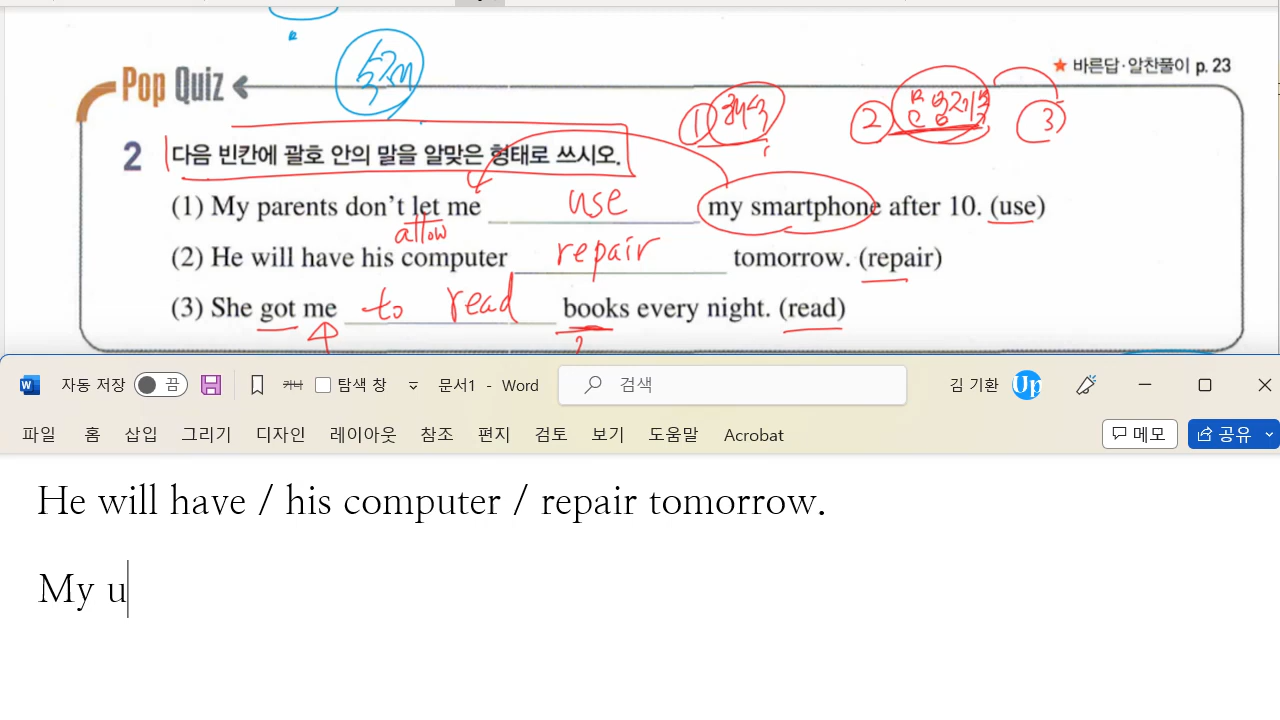 숙제
Pop Quiz
★ 바른답·알찬풀이 p. 23
① 해석 ② 문법지식 ③
2 다음 빈칸에 괄호 안의 말을 알맞은 형태로 쓰시오.
(1) My parents don't let me use my smartphone after 10. (use)
allow
(2) He will have his computer repair tomorrow. (repair)
(3) She got me to read books every night. (read)
자동 저장 끔 탐색 창 문서1 - Word 검색 김 기환 Up
파일 홈 삽입 그리기 디자인 레이아웃 참조 편지 검토 보기 도움말 Acrobat 메모 공유
He will have / his computer / repair tomorrow.
My u